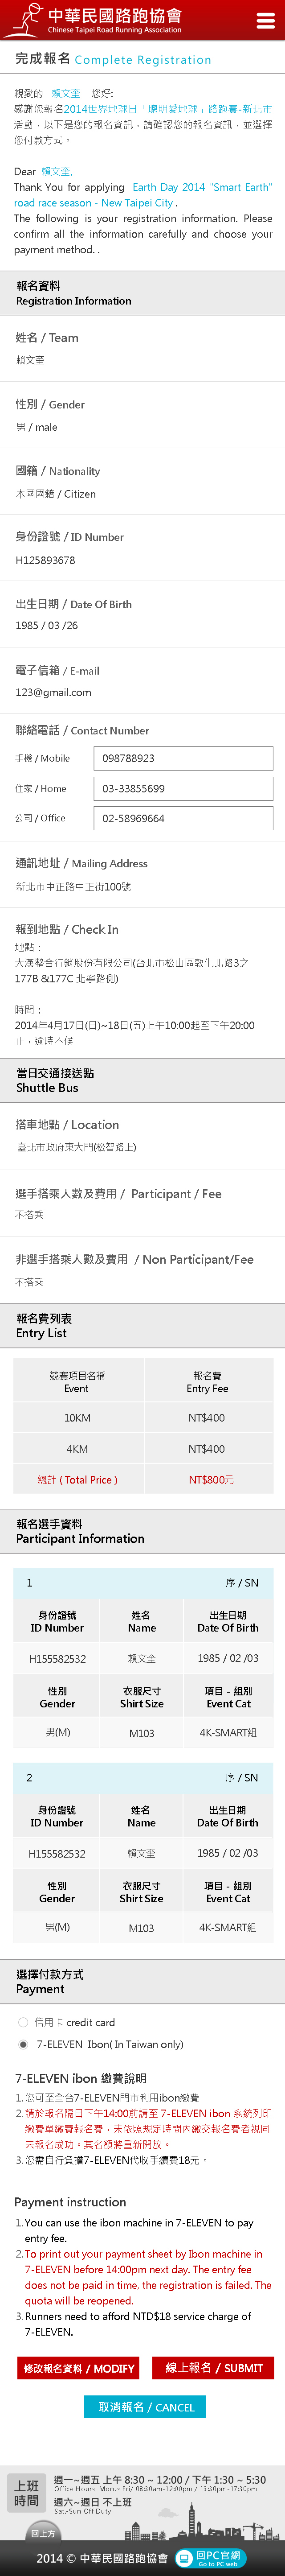 中華民國路跑協會
Chinese Taipei Road Running Association
完成報名 Complete Registration
親愛的 賴文奎 您好:
感謝您報名2014世界地球日「聰明愛地球」路跑賽-新北市
活動，以下是您的報名資訊，請確認您的報名資訊，並選擇
您付款方式。
Dear 賴文奎,
Thank You for applying Earth Day 2014 "Smart Earth"
road race season - New Taipei City .
The following is your registration information. Please
confirm all the information carefully and choose your
payment method. .
報名資料
Registration Information
姓名 / Team
賴文奎
性別 / Gender
男 / male
國籍 / Nationality
本國國籍 / Citizen
身份證號 / ID Number
H125893678
出生日期 / Date Of Birth
1985 / 03 /26
電子信箱 / E-mail
123@gmail.com
聯絡電話 / Contact Number
手機 / Mobile 098788923
住家 / Home 03-33855699
公司 / Office 02-58969664
通訊地址 / Mailing Address
新北市中正路中正街100號
報到地點 / Check In
地點：
大漢整合行銷股份有限公司(台北市松山區敦化北路3之
177B &177C 北寧路側)
時間：
2014年4月17日(日)~18日(五)上午10:00起至下午20:00
止，逾時不候
當日交通接送點
Shuttle Bus
搭車地點 / Location
臺北市政府東大門(松智路上)
選手搭乘人數及費用 / Participant / Fee
不搭乘
非選手搭乘人數及費用 / Non Participant/Fee
不搭乘
報名費列表
Entry List
競賽項目名稱 報名費
Event Entry Fee
10KM NT$400
4KM NT$400
總計 ( Total Price ) NT$800元
報名選手資料
Participant Information
1 序 / SN
身份證號 姓名 出生日期
ID Number Name Date Of Birth
H155582532 賴文奎 1985 / 02 /03
性別 衣服尺寸 項目 - 組別
Gender Shirt Size Event Cat
男(M) M103 4K-SMART組
2 序 / SN
身份證號 姓名 出生日期
ID Number Name Date Of Birth
H155582532 賴文奎 1985 / 02 /03
性別 衣服尺寸 項目 - 組別
Gender Shirt Size Event Cat
男(M) M103 4K-SMART組
選擇付款方式
Payment
信用卡 credit card
7-ELEVEN Ibon( In Taiwan only)
7-ELEVEN ibon 繳費說明
1.您可至全台7-ELEVEN門市利用ibon繳費
2.請於報名隔日下午14:00前請至 7-ELEVEN ibon 系統列印
繳費單繳費報名費，未依照規定時間內繳交報名費者視同
未報名成功。其名額將重新開放。
3.您需自行負擔7-ELEVEN代收手續費18元。
Payment instruction
1.You can use the ibon machine in 7-ELEVEN to pay
entry fee.
2.To print out your payment sheet by Ibon machine in
7-ELEVEN before 14:00pm next day. The entry fee
does not be paid in time, the registration is failed. The
quota will be reopened.
3.Runners need to afford NTD$18 service charge of
7-ELEVEN.
修改報名資料 / MODIFY 線上報名 / SUBMIT
取消報名 / CANCEL
上班
時間
週一~週五 上午 8:30 ~ 12:00 / 下午 1:30 ~ 5:30
Office Hours Mon.~ Fri/ 08:30am-12:00pm / 13:30pm-17:30pm
週六~週日 不上班
Sat.-Sun Off Duty
回上方
2014 © 中華民國路跑協會 回PC官網
Go to PC web